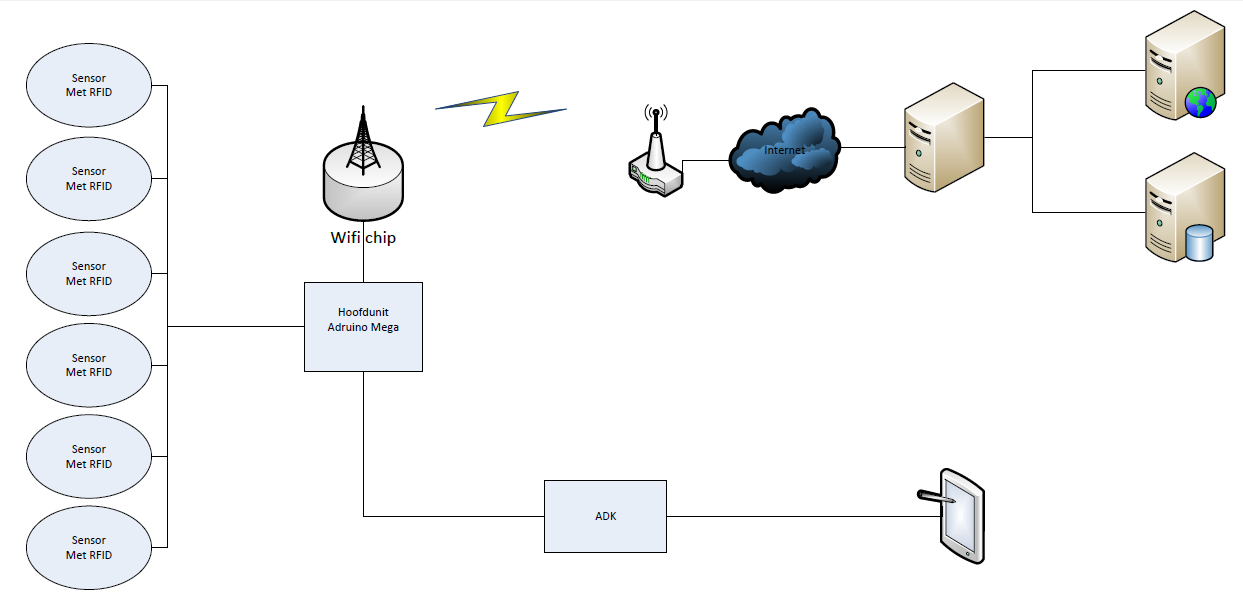 Sensor
Met RFID
Sensor
Met RFID
Sensor
Met RFID
Sensor
Met RFID
Sensor
Met RFID
Sensor
Met RFID
Wifi chip
Hoofdunit
Adruino Mega
Internet
ADK